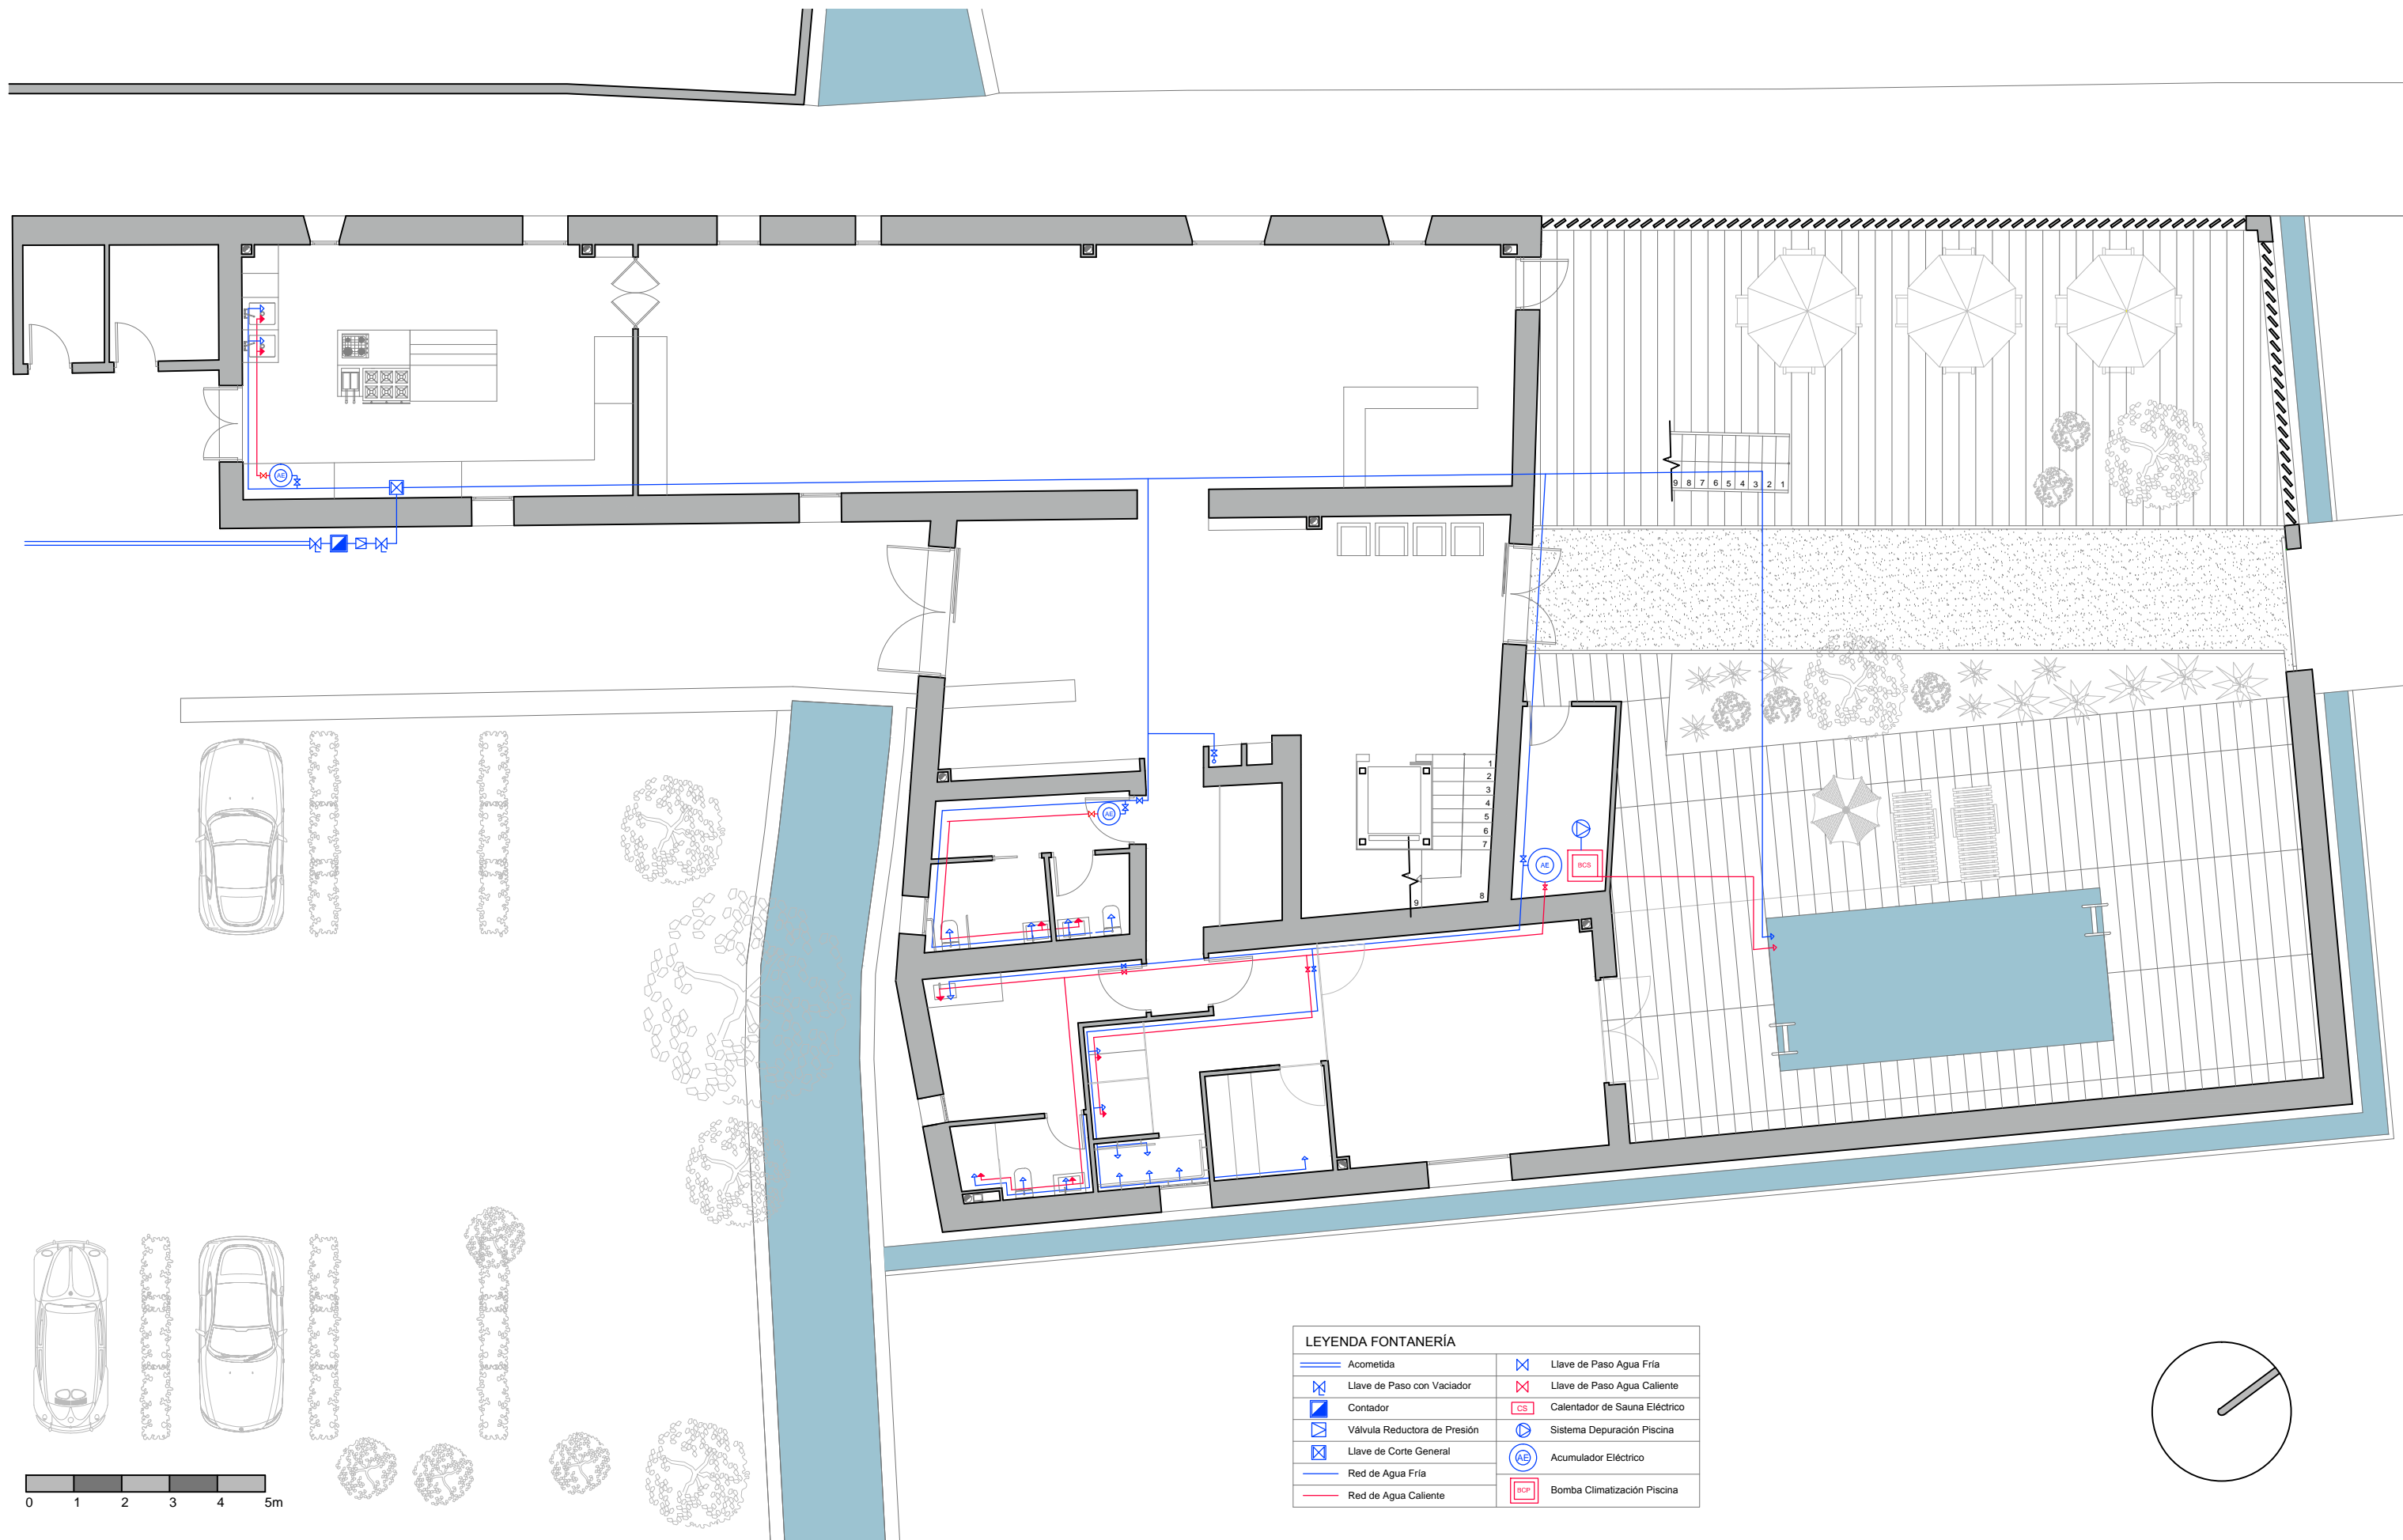 AE
9 8 7 6 5 4 3 2 1
1
2
3
4
5
6
7
8
9
AE
AE
BCS
LEYENDA FONTANERÍA
Acometida
Llave de Paso Agua Fría
Llave de Paso con Vaciador
Llave de Paso Agua Caliente
Contador
CS Calentador de Sauna Eléctrico
Válvula Reductora de Presión
Sistema Depuración Piscina
Llave de Corte General
AE Acumulador Eléctrico
Red de Agua Fría
BCP Bomba Climatización Piscina
Red de Agua Caliente
0 1 2 3 4 5m